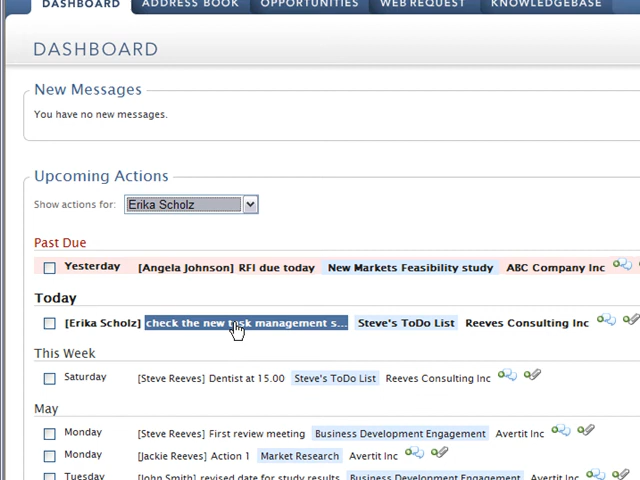 DASHBOARD ADDRESS BOOK OPPORTUNITIES WEB REQUEST KNOWLEDGEBASE
DASHBOARD
New Messages
You have no new messages.
Upcoming Actions
Show actions for: Erika Scholz
Past Due
Yesterday [Angela Johnson] RFI due today New Markets Feasibility study ABC Company Inc
Today
[Erika Scholz] check the new task management s... Steve's ToDo List Reeves Consulting Inc
This Week
Saturday [Steve Reeves] Dentist at 15.00 Steve's ToDo List Reeves Consulting Inc
May
Monday [Steve Reeves] First review meeting Business Development Engagement Avertit Inc
Monday [Jackie Reeves] Action 1 Market Research Avertit Inc
Tuesday [John Smith] revised date for study results Business Development Engagement Avertit Inc